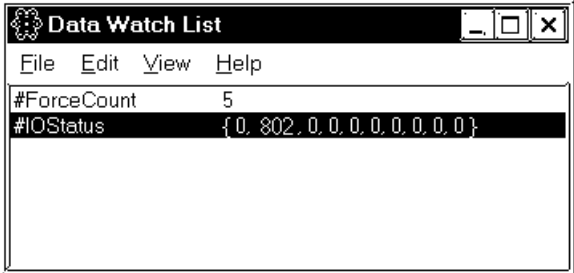 Data Watch List
File Edit View Help
#ForceCount 5
#IOStatus { 0, 802, 0, 0, 0, 0, 0, 0, 0, 0 }